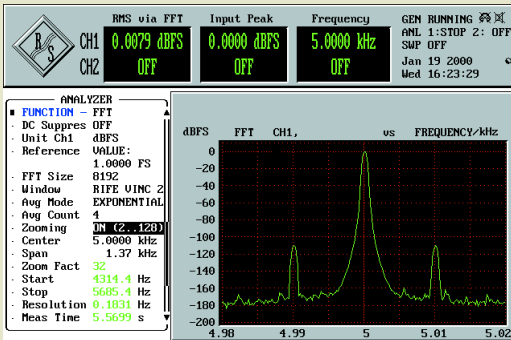 RMS via FFT
Input Peak
Frequency
GEN RUNNING
R S
CH1
0.0079 dBFS
0.0000 dBFS
5.0000 kHz
ANL 1:STOP 2: OFF
SWP OFF
CH2
OFF
OFF
OFF
Jan 19 2000
Wed 16:23:29
ANALYZER
FUNCTION - FFT
DC Suppres OFF
Unit Ch1 dBFS
Reference VALUE:
1.0000 FS
FFT Size 8192
Window RIFE VINC 2
Avg Mode EXPONENTIAL
Avg Count 4
Zooming ON (2..128)
Center 5.0000 kHz
Span 1.37 kHz
Zoom Fact 32
Start 4314.4 Hz
Stop 5685.4 Hz
Resolution 0.1831 Hz
Meas Time 5.5699 s
dBFS FFT CH1, vs FREQUENCY/kHz
0
-20
-40
-60
-80
-100
-120
-140
-160
-180
-200
4.98 4.99 5 5.01 5.02